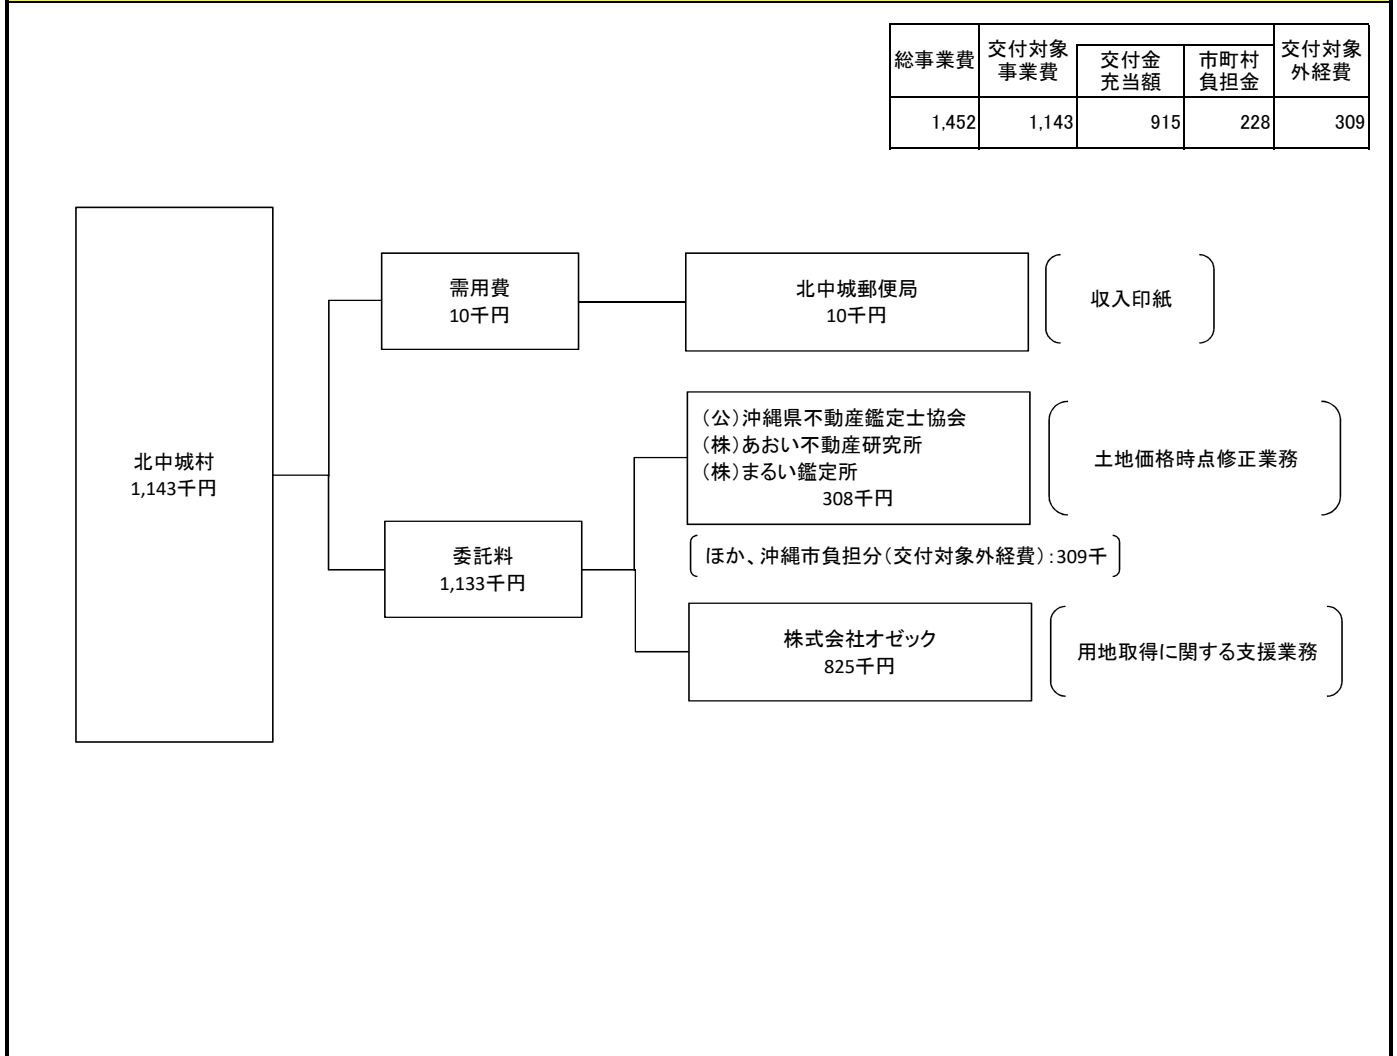 総事業費
交付対象
事業費
交付金
充当額
市町村
負担金
交付対象
外経費
1,452
1,143
915
228
309
北中城村
1,143千円
需用費
10千円
北中城郵便局
10千円
収入印紙
委託料
1,133千円
（公）沖縄県不動産鑑定士協会
（株）あおい不動産研究所
（株）まるい鑑定所
308千円
土地価格時点修正業務
ほか、沖縄市負担分（交付対象外経費）：309千
株式会社オゼック
825千円
用地取得に関する支援業務